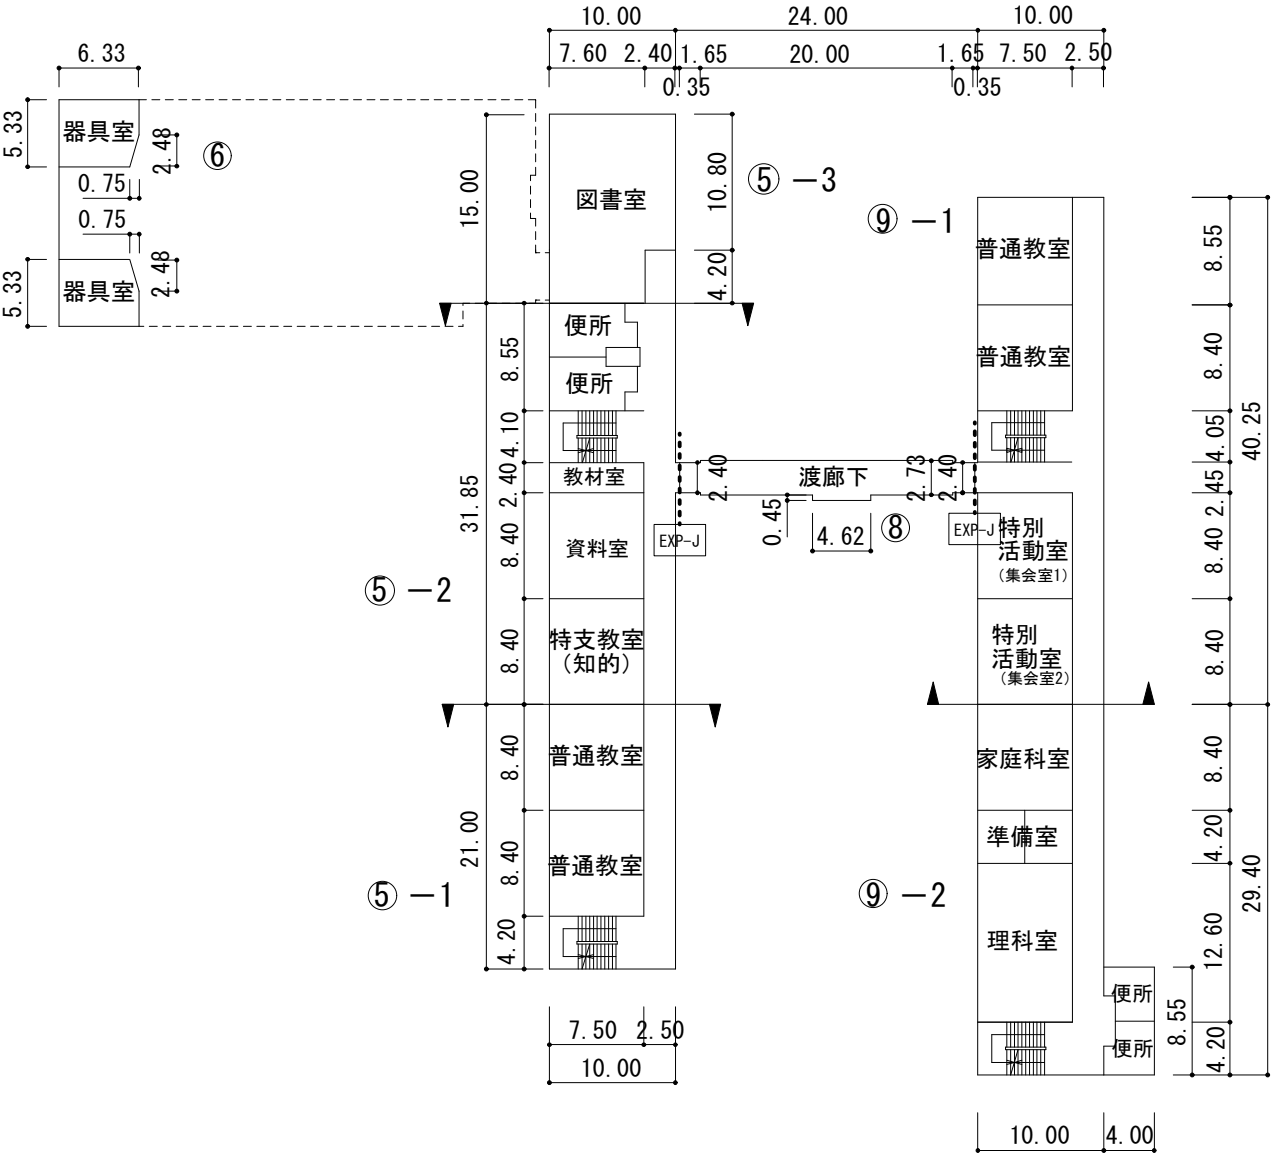 10.00
24.00
10.00
6.33
7.60
2.40
1.65
20.00
1.65
7.50
2.50
0.35
0.35
5.33
器具室
2.48
⑥
0.75
0.75
5.33
器具室
2.48
15.00
図書室
10.80
⑤－3
4.20
⑨－1
普通教室
8.55
便所
8.55
便所
普通教室
8.40
4.10
4.05
40.25
教材室
2.40
31.85
2.40
渡廊下
2.73
2.40
2.45
0.45
4.62
⑧
EXP-J
EXP-J
資料室
8.40
特別
活動室
(集会室1)
8.40
⑤－2
特支教室
(知的)
8.40
特別
活動室
(集会室2)
8.40
普通教室
8.40
家庭科室
8.40
21.00
準備室
4.20
普通教室
8.40
⑤－1
⑨－2
29.40
理科室
12.60
4.20
便所
8.55
便所
4.20
7.50
2.50
10.00
10.00
4.00